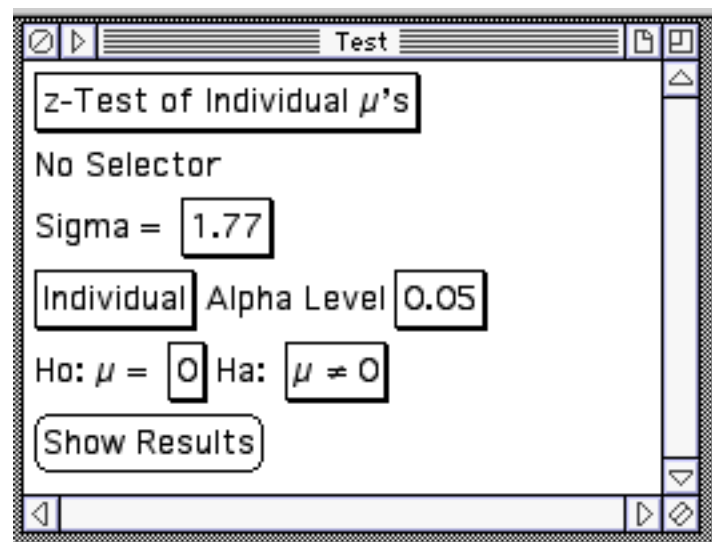 Test
z-Test of Individual μ's
No Selector
Sigma = 1.77
Individual Alpha Level 0.05
Ho: μ = 0 Ha: μ ≠ 0
Show Results